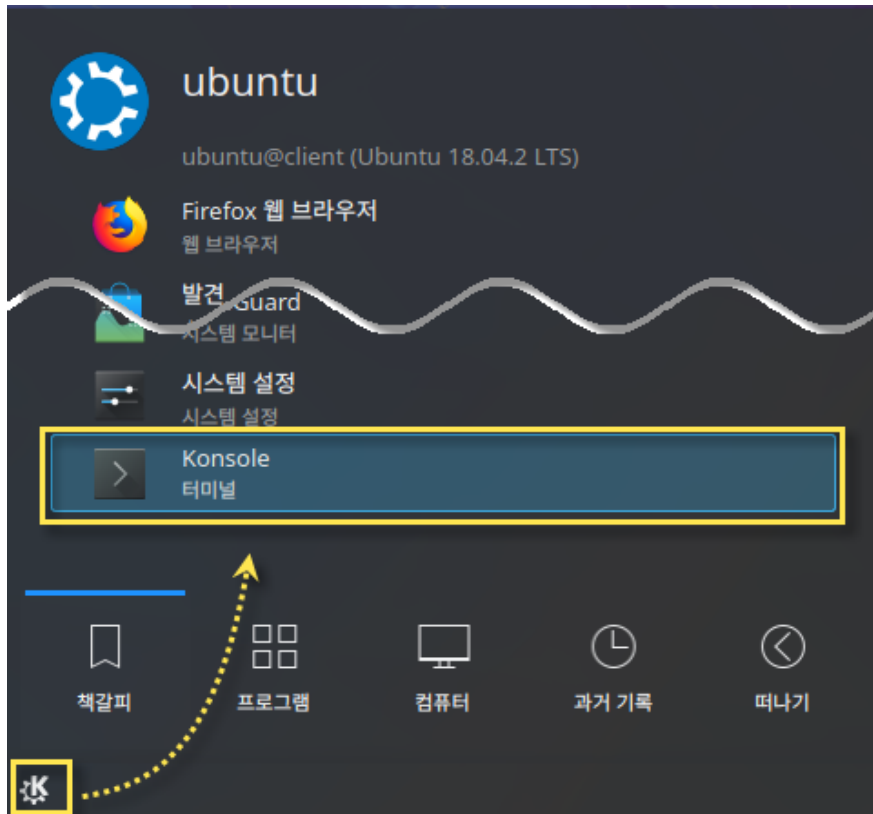 ubuntu
ubuntu@client (Ubuntu 18.04.2 LTS)
Firefox 웹 브라우저
웹 브라우저
발견
Guard
시스템 모니터
시스템 설정
시스템 설정
Konsole
터미널
책갈피
프로그램
컴퓨터
과거 기록
떠나기